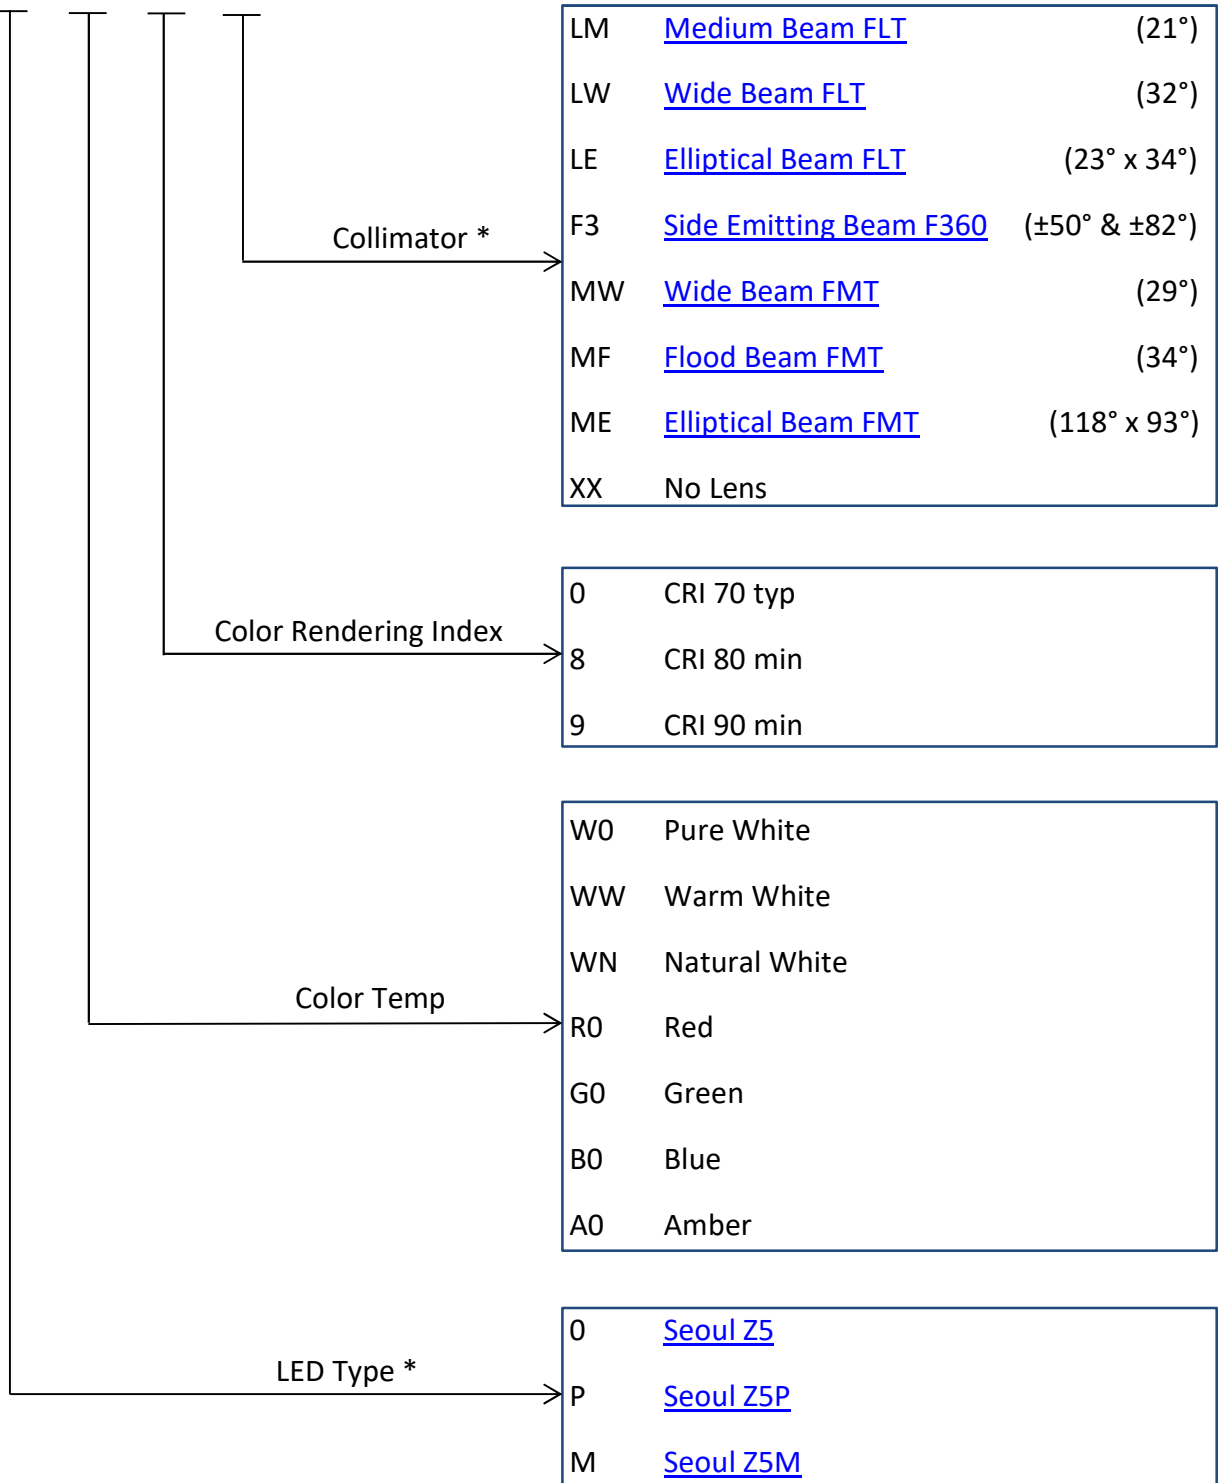 LM Medium Beam FLT (21°)
LW Wide Beam FLT (32°)
LE Elliptical Beam FLT (23° x 34°)
Collimator *
F3 Side Emitting Beam F360 (±50° & ±82°)
MW Wide Beam FMT (29°)
MF Flood Beam FMT (34°)
ME Elliptical Beam FMT (118° x 93°)
XX No Lens
Color Rendering Index
0 CRI 70 typ
8 CRI 80 min
9 CRI 90 min
Color Temp
W0 Pure White
WW Warm White
WN Natural White
R0 Red
G0 Green
B0 Blue
A0 Amber
LED Type *
0 Seoul Z5
P Seoul Z5P
M Seoul Z5M